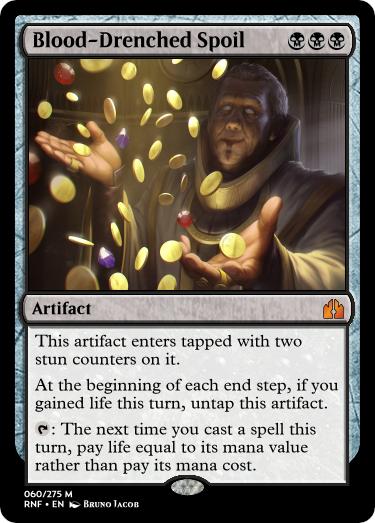 Blood-Drenched Spoil
Artifact
This artifact enters tapped with two
stun counters on it.
At the beginning of each end step, if you
gained life this turn, untap this artifact.
: The next time you cast a spell this
turn, pay life equal to its mana value
rather than pay its mana cost.
060/275 M
RNF • EN Bruno Jacob